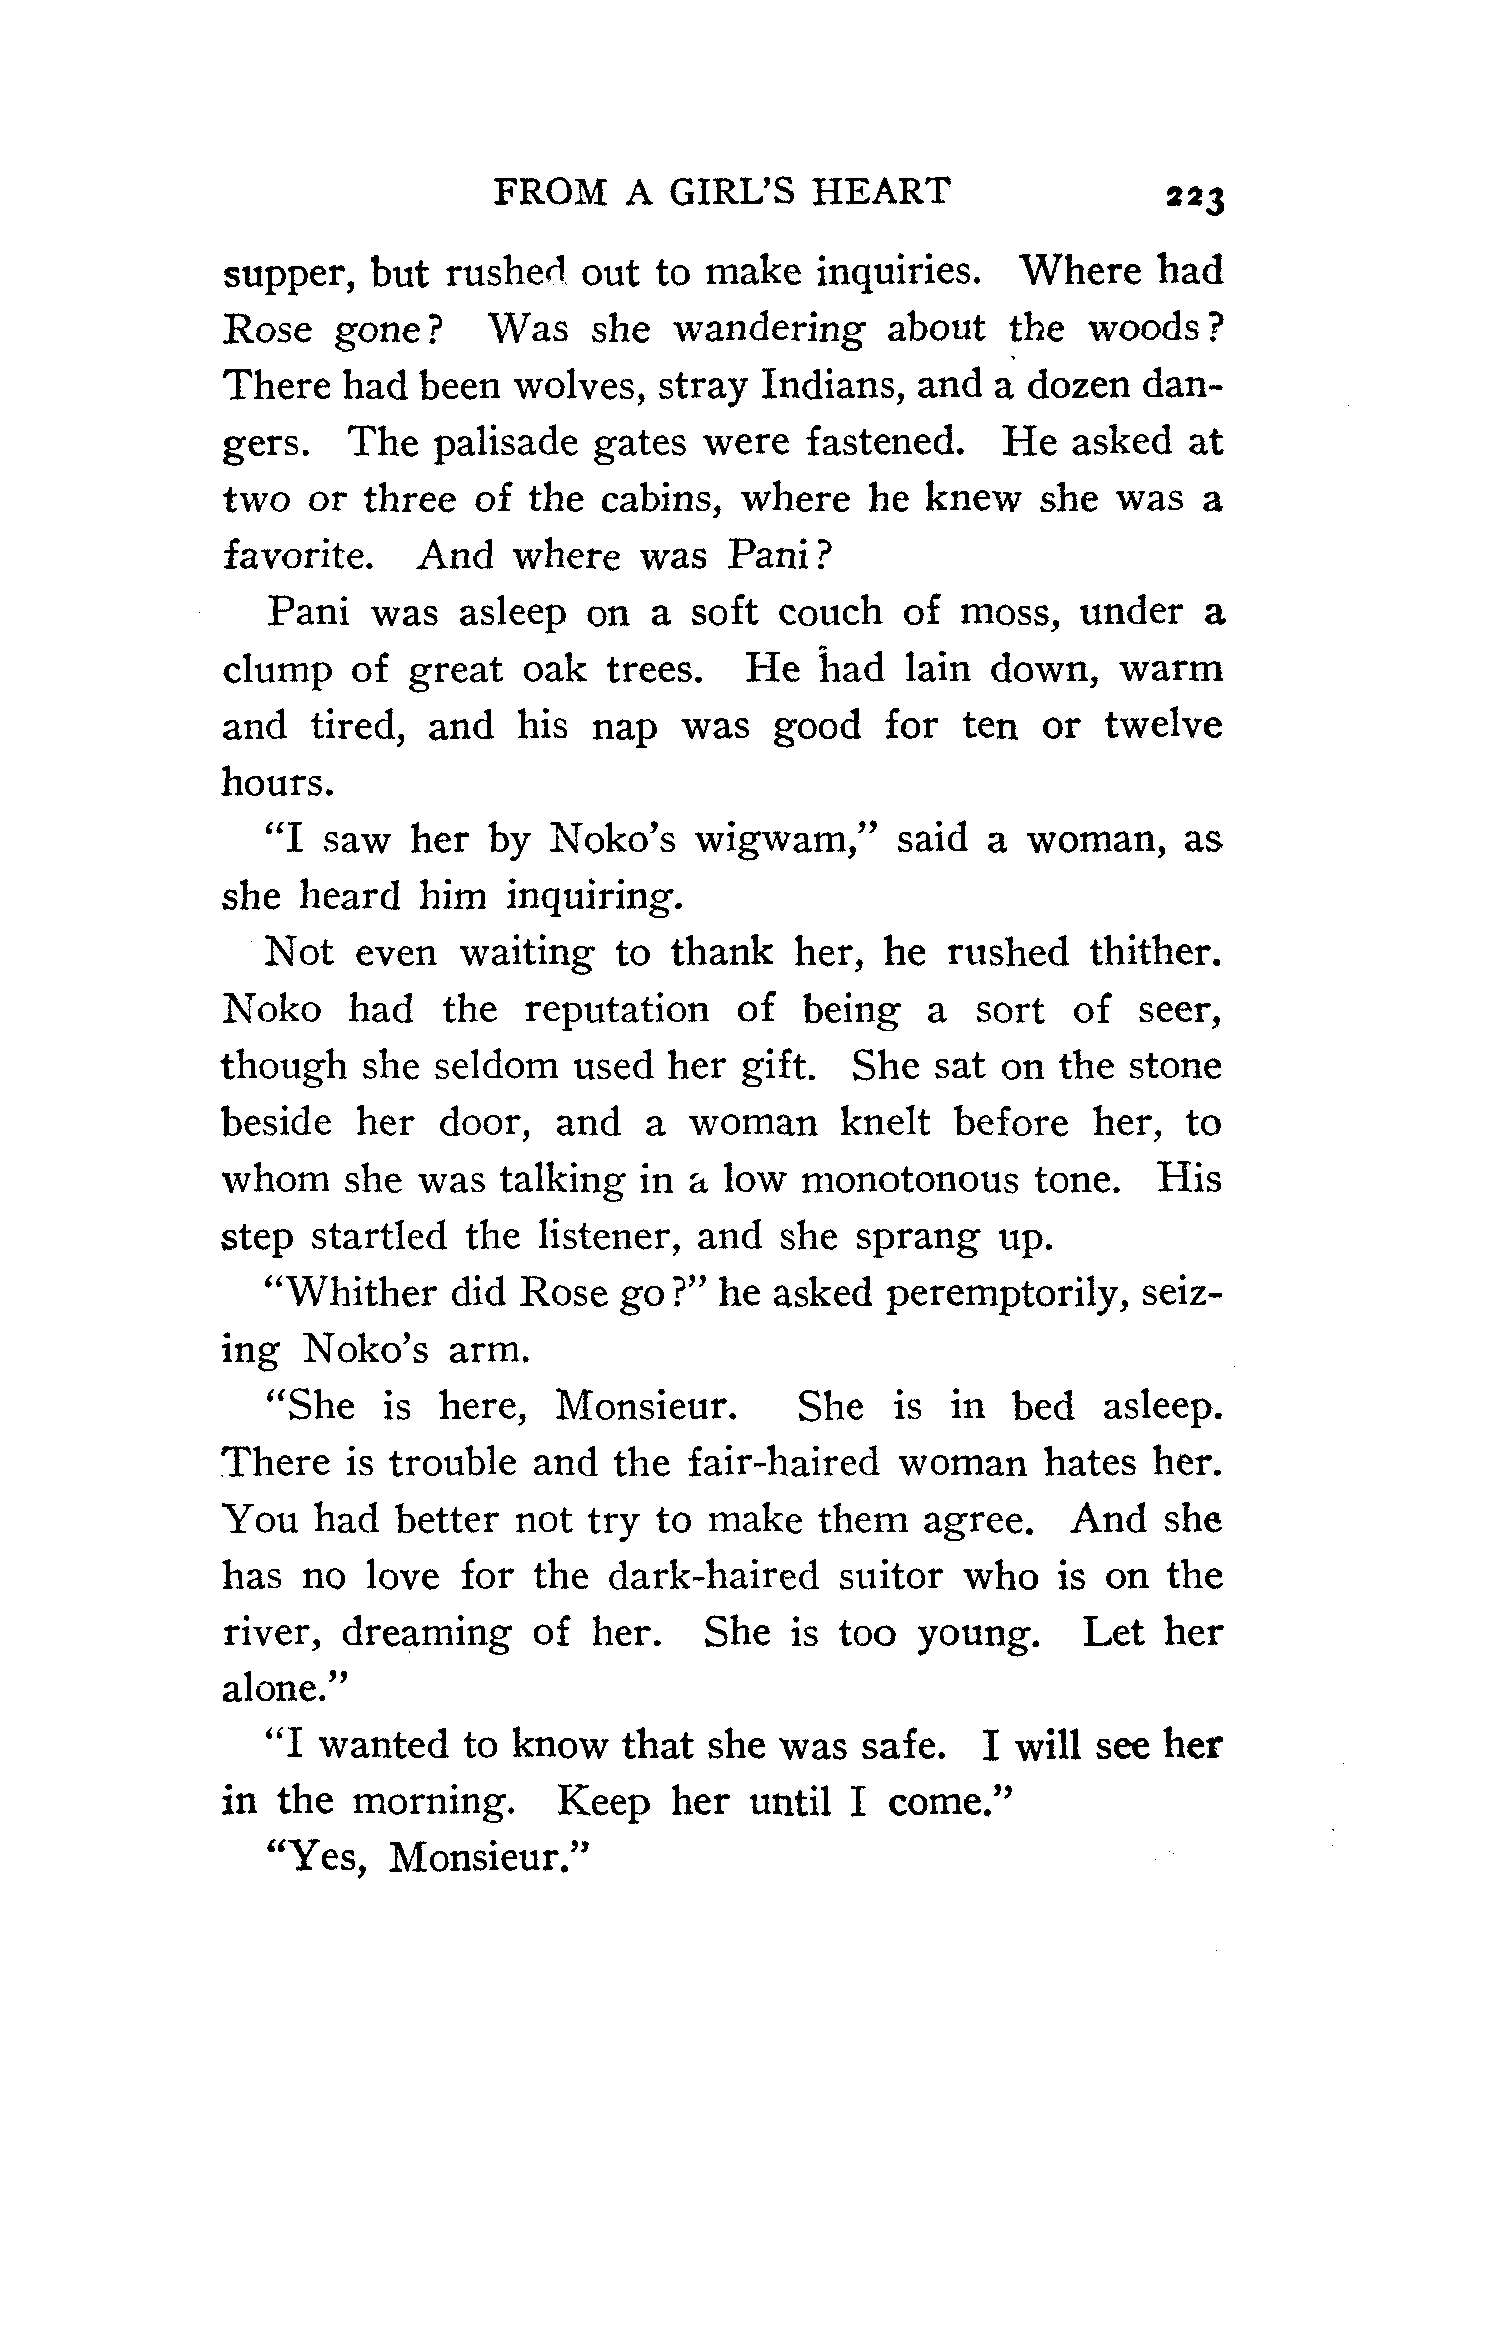 FROM A GIRL'S HEART 223
supper, but rushed out to make inquiries. Where had
Rose gone? Was she wandering about the woods?
There had been wolves, stray Indians, and a dozen dan-
gers. The palisade gates were fastened. He asked at
two or three of the cabins, where he knew she was a
favorite. And where was Pani?
Pani was asleep on a soft couch of moss, under a
clump of great oak trees. He had lain down, warm
and tired, and his nap was good for ten or twelve
hours.
"I saw her by Noko's wigwam," said a woman, as
she heard him inquiring.
Not even waiting to thank her, he rushed thither.
Noko had the reputation of being a sort of seer,
though she seldom used her gift. She sat on the stone
beside her door, and a woman knelt before her, to
whom she was talking in a low monotonous tone. His
step startled the listener, and she sprang up.
"Whither did Rose go?" he asked peremptorily, seiz-
ing Noko's arm.
"She is here, Monsieur. She is in bed asleep.
There is trouble and the fair-haired woman hates her.
You had better not try to make them agree. And she
has no love for the dark-haired suitor who is on the
river, dreaming of her. She is too young. Let her
alone."
"I wanted to know that she was safe. I will see her
in the morning. Keep her until I come."
"Yes, Monsieur."